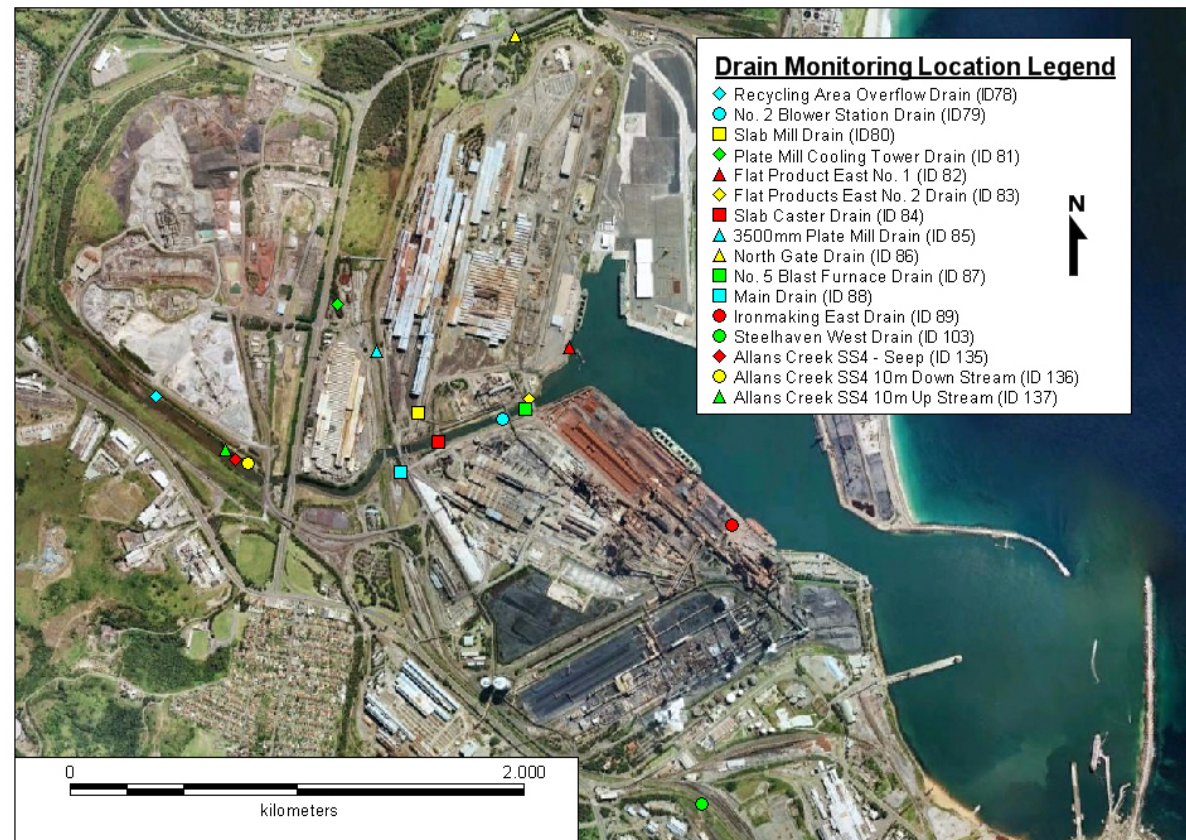 Drain Monitoring Location Legend
Recycling Area Overflow Drain (ID78)
No. 2 Blower Station Drain (ID79)
Slab Mill Drain (ID80)
Plate Mill Cooling Tower Drain (ID 81)
Flat Product East No. 1 (ID 82)
Flat Products East No. 2 Drain (ID 83)
Slab Caster Drain (ID 84)
3500mm Plate Mill Drain (ID 85)
North Gate Drain (ID 86)
No. 5 Blast Furnace Drain (ID 87)
Main Drain (ID 88)
Ironmaking East Drain (ID 89)
Steelhaven West Drain (ID 103)
Allans Creek SS4 - Seep (ID 135)
Allans Creek SS4 10m Down Stream (ID 136)
Allans Creek SS4 10m Up Stream (ID 137)
N
0 2.000
kilometers